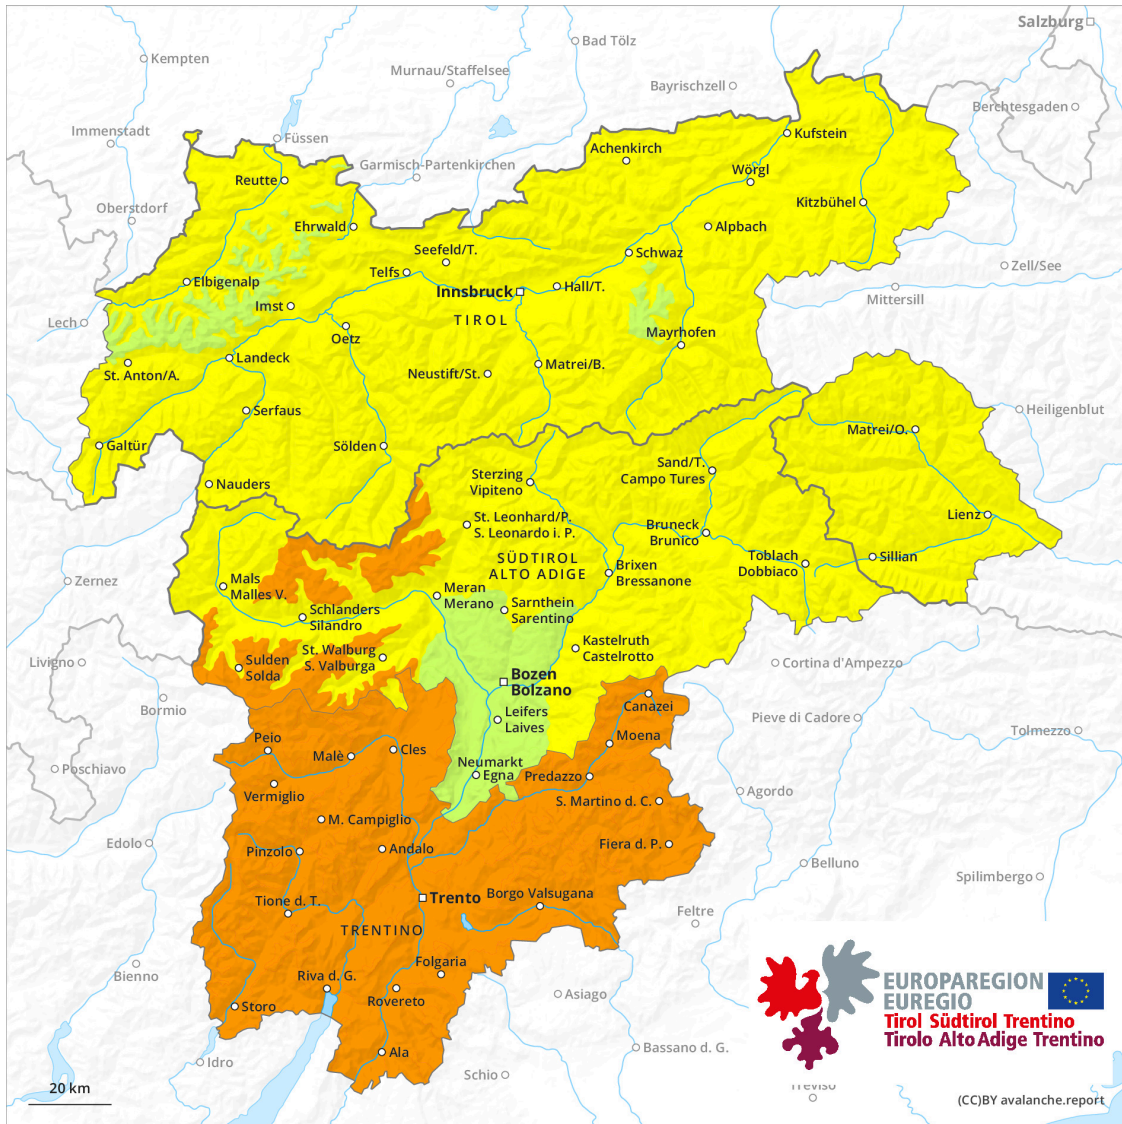 Salzburg
Bad Tölz
Kempten
Murnau/Staffelsee
Bayrischzell
Berchtesgaden
Immenstadt
Füssen
Kufstein
Achenkirch
Garmisch-Partenkirchen
Wörgl
Reutte
Oberstdorf
Kitzbühel
Ehrwald
Alpbach
Seefeld/T.
Schwaz
Zell/See
Telfs
Elbigenalp
Hall/T.
Innsbruck
Mittersill
Imst
TIROL
Lech
Mayrhofen
Oetz
Landeck
Matrei/B.
St. Anton/A.
Neustift/St.
Serfaus
Heiligenblut
Matrei/O.
Galtür
Sölden
Sand/T.
Campo Tures
Sterzing
Vipiteno
Nauders
Lienz
St. Leonhard/P.
S. Leonardo i. P.
Bruneck
Brunico
SÜDTIROL
ALTO ADIGE
Toblach
Dobbiaco
Sillian
Brixen
Bressanone
Zernez
Mals
Malles V.
Meran
Merano
Sarnthein
Sarentino
Schlanders
Silandro
Kastelruth
Castelrotto
St. Walburg
S. Valburga
Livigno
Sulden
Solda
Cortina d'Ampezzo
Bozen
Bolzano
Bormio
Canazei
Leifers
Laives
Pieve di Cadore
Tolmezzo
Peio
Moena
Malè
Cles
Neumarkt
Egna
Poschiavo
Predazzo
Vermiglio
Agordo
S. Martino d. C.
M. Campiglio
Edolo
Pinzolo
Andalo
Fiera d. P.
Belluno
Spilimbergo
Trento
Borgo Valsugana
Tione d. T.
Feltre
TRENTINO
Folgaria
Bienno
Riva d. G.
Rovereto
Asiago
Storo
EUROPAREGION
EUREGIO
Tirol Südtirol Trentino
Tirolo Alto Adige Trentino
Ala
Bassano d. G.
Idro
Schio
Treviso
20 km
(CC)BY avalanche.report